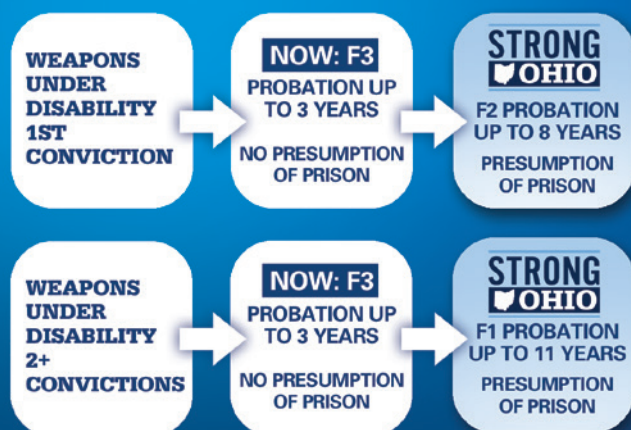 WEAPONS
UNDER
DISABILITY
1ST
CONVICTION
NOW: F3
PROBATION UP
TO 3 YEARS
NO PRESUMPTION
OF PRISON
STRONG
OHIO
F2 PROBATION
UP TO 8 YEARS
PRESUMPTION
OF PRISON
WEAPONS
UNDER
DISABILITY
2+
CONVICTIONS
NOW: F3
PROBATION UP
TO 3 YEARS
NO PRESUMPTION
OF PRISON
STRONG
OHIO
F1 PROBATION
UP TO 11 YEARS
PRESUMPTION
OF PRISON